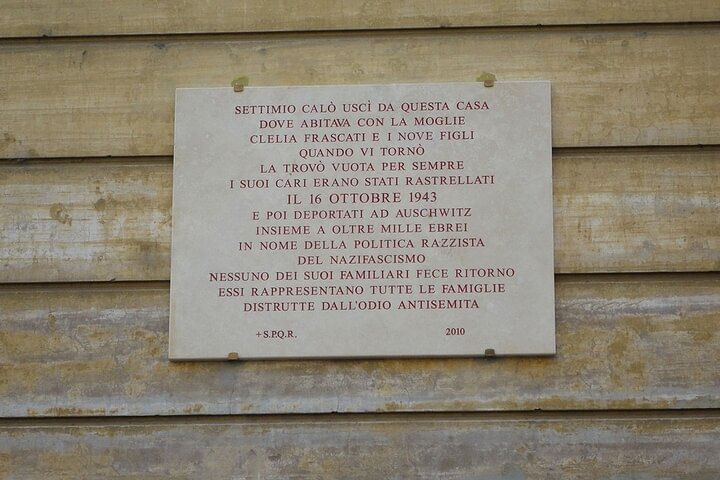 SETTIMIO CALÒ USCÌ DA QUESTA CASA
DOVE ABITAVA CON LA MOGLIE
CLELIA FRASCATI E I NOVE FIGLI
QUANDO VI TORNÒ
LA TROVÒ VUOTA PER SEMPRE
I SUOI CARI ERANO STATI RASTRELLATI
IL 16 OTTOBRE 1943
E POI DEPORTATI AD AUSCHWITZ
INSIEME A OLTRE MILLE EBREI
IN NOME DELLA POLITICA RAZZISTA
DEL NAZIFASCISMO
NESSUNO DEI SUOI FAMILIARI FECE RITORNO
ESSI RAPPRESENTANO TUTTE LE FAMIGLIE
DISTRUTTE DALL'ODIO ANTISEMITA
+S.P.Q.R. 2010